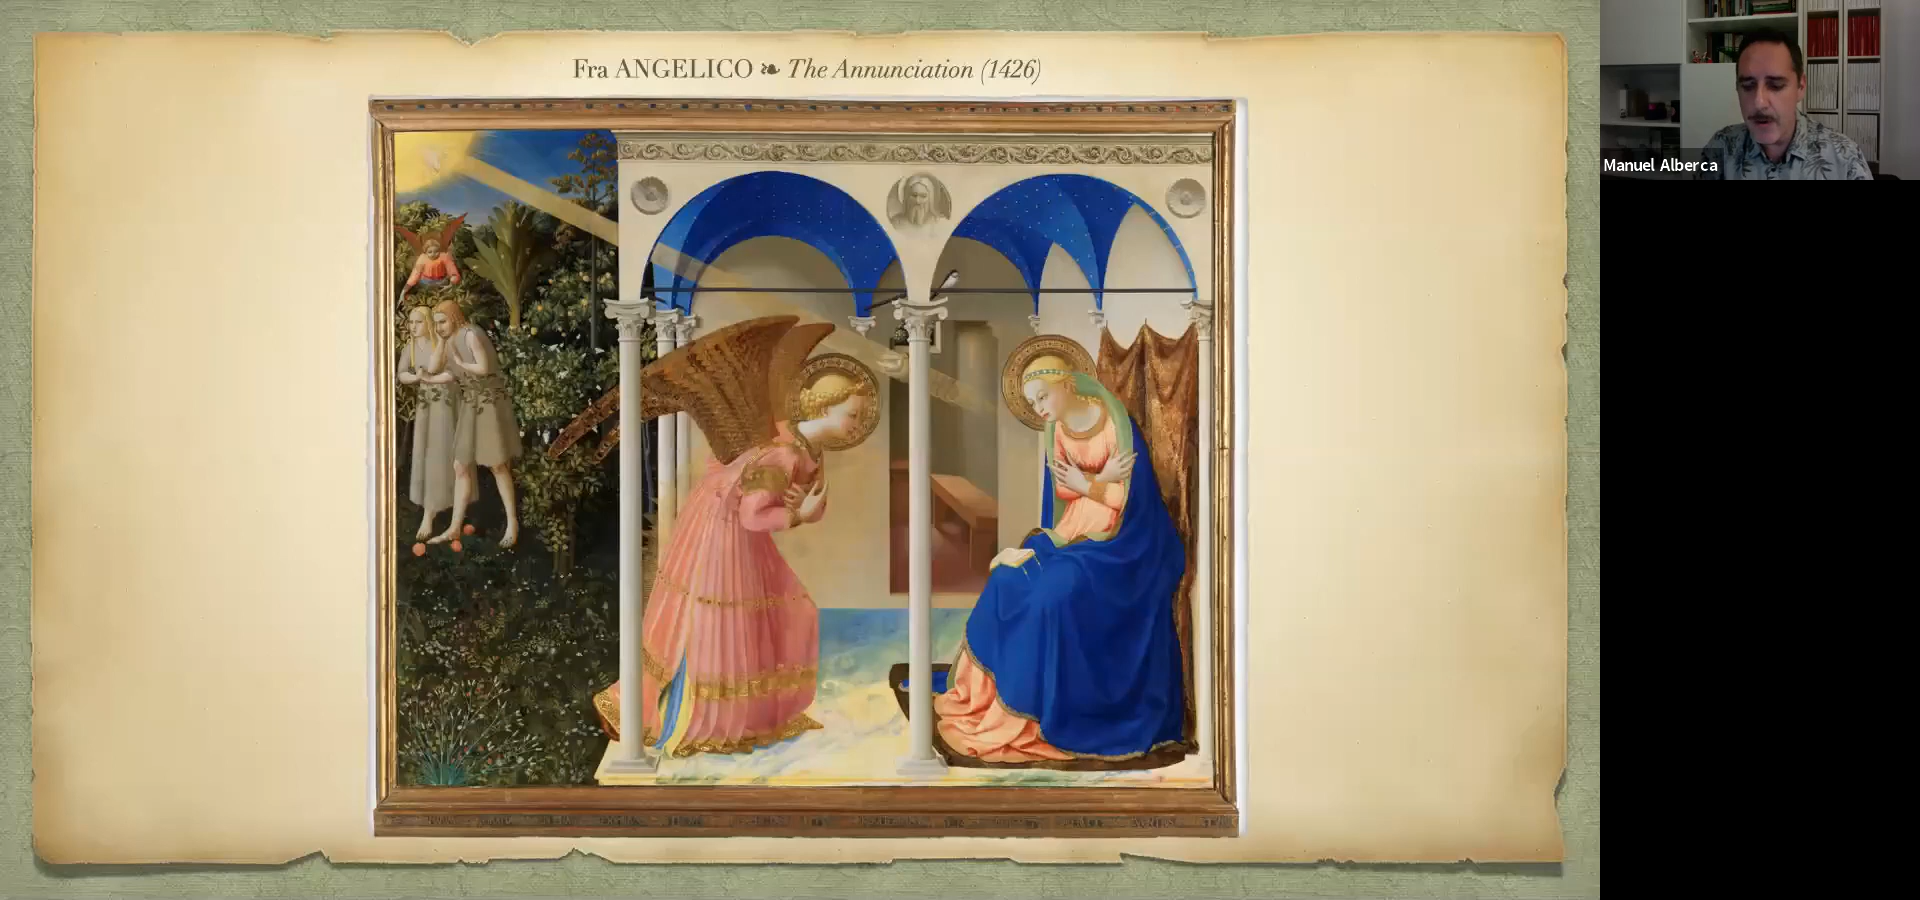 Fra ANGELICO ❧ The Annunciation (1426)
Manuel Alberca